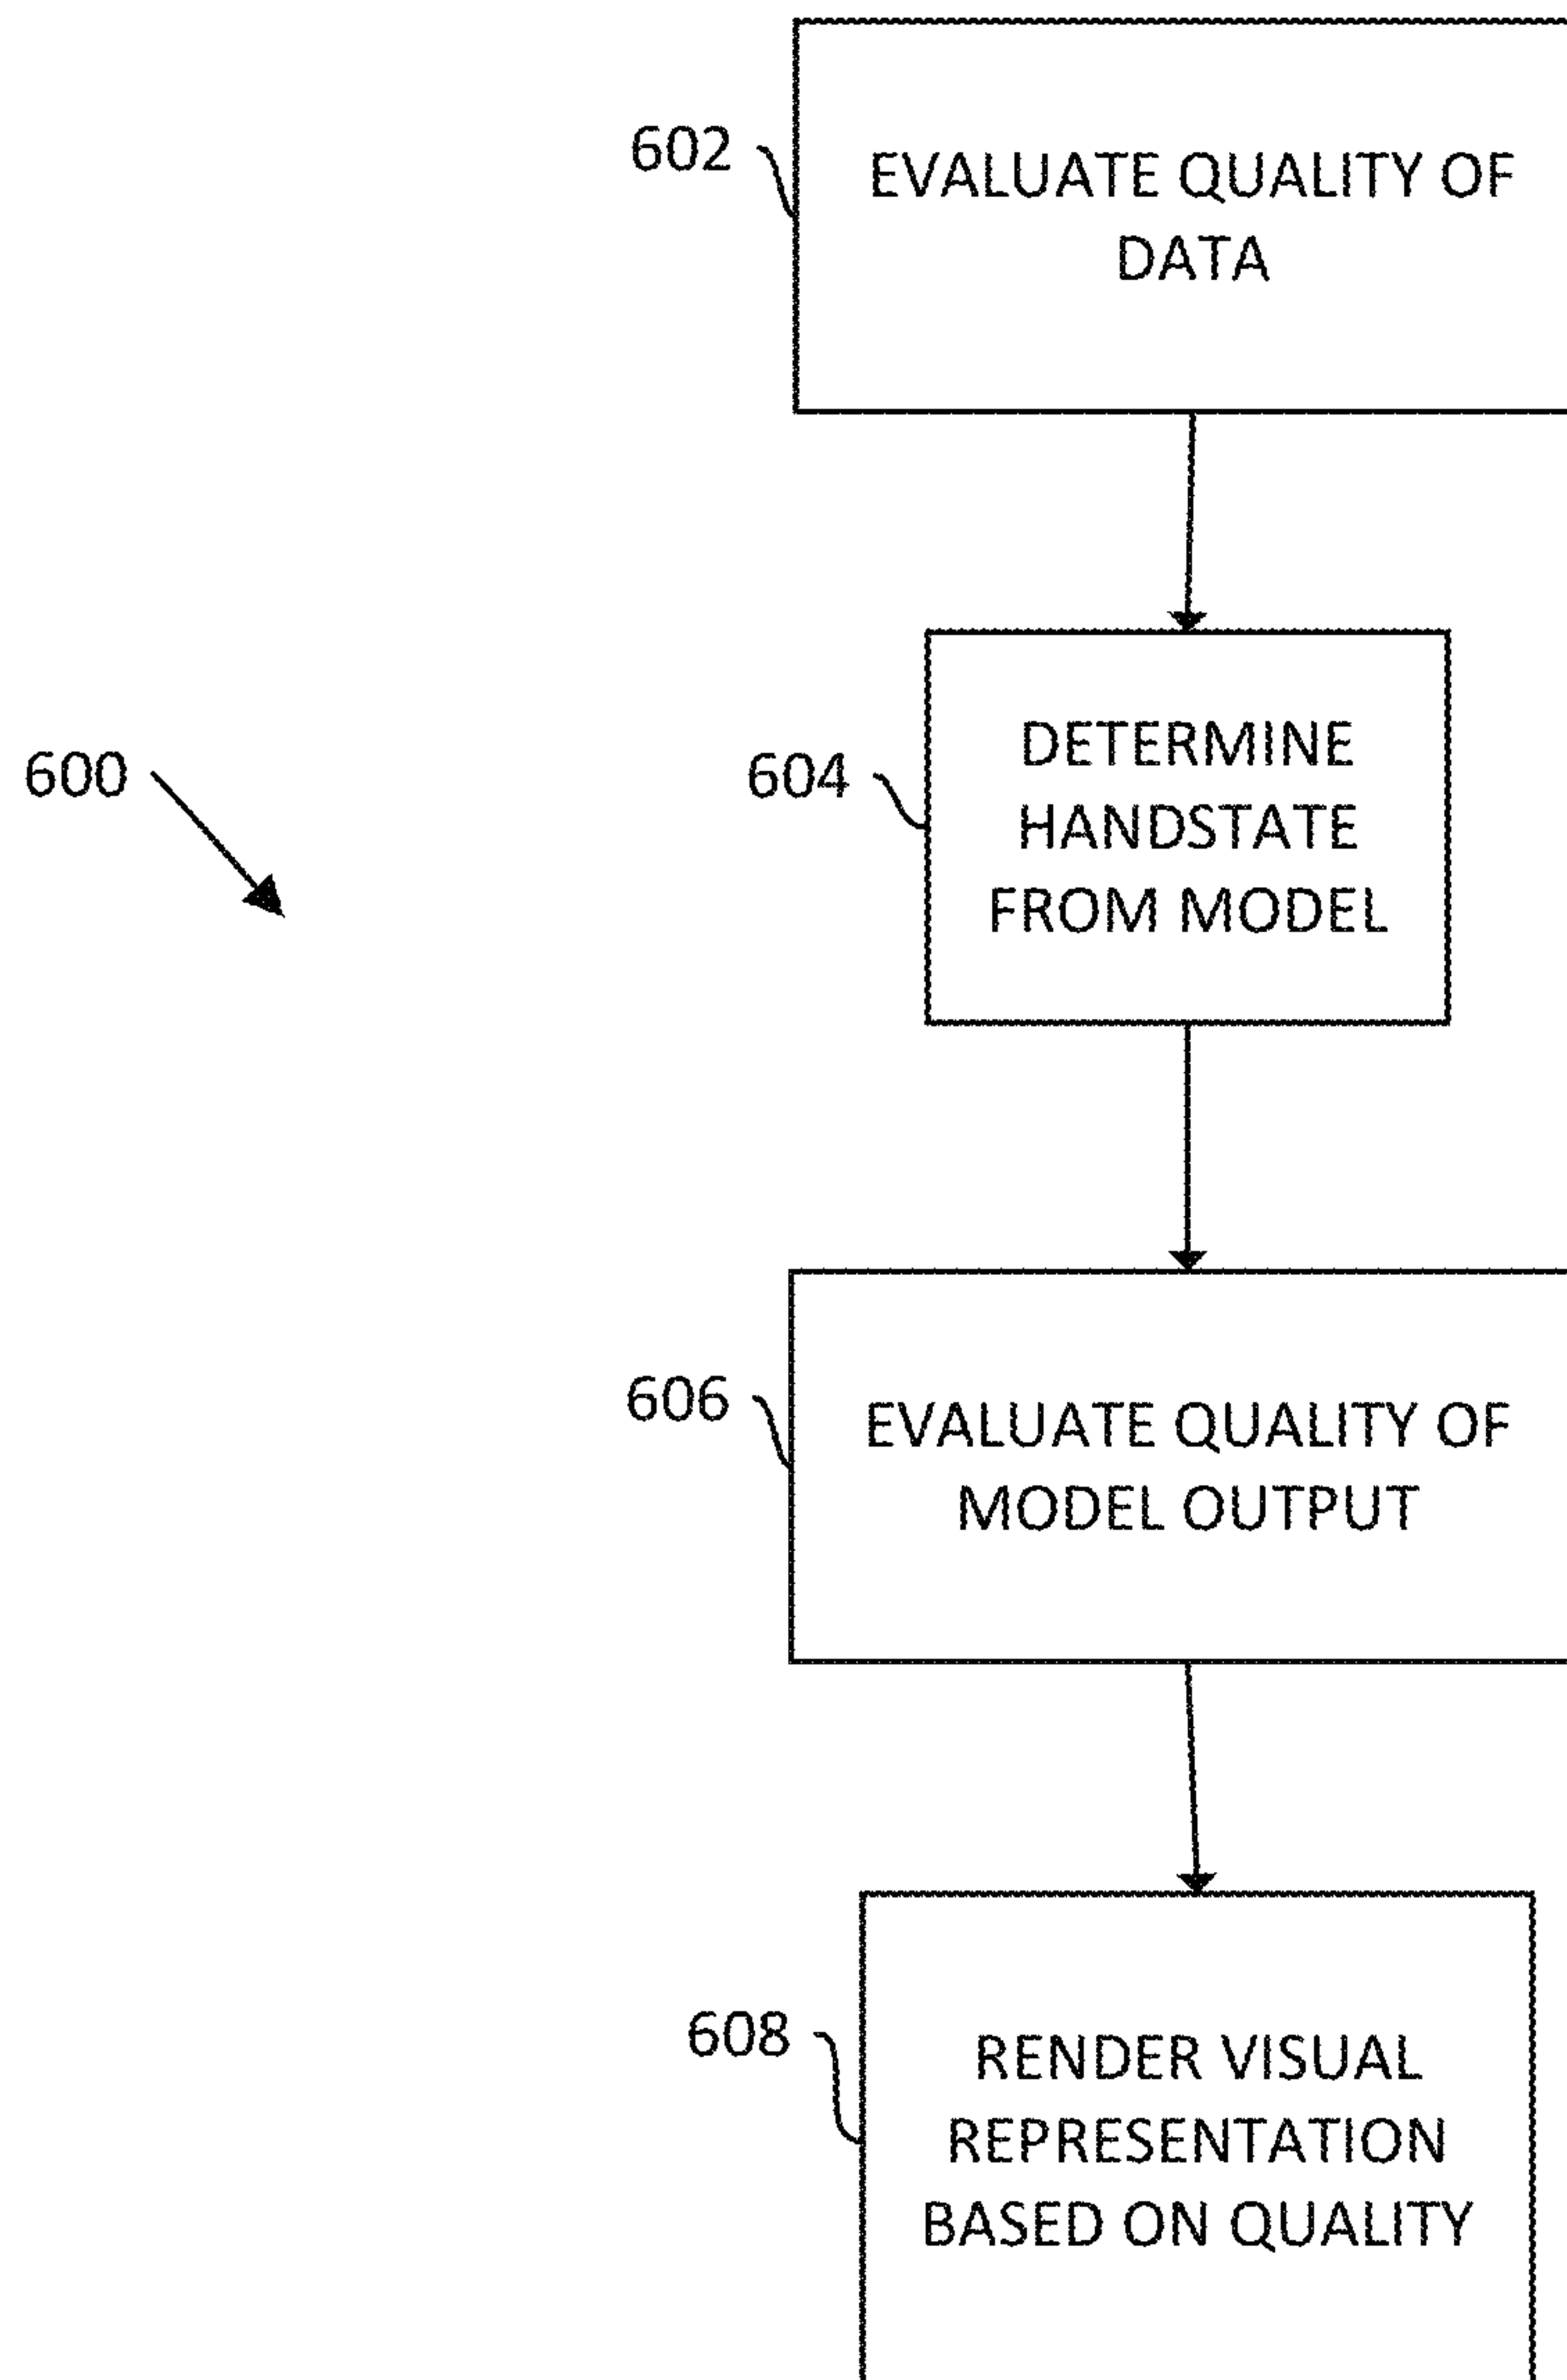 602
EVALUATE QUALITY OF
DATA
600
604
DETERMINE
HANDSTATE
FROM MODEL
606
EVALUATE QUALITY OF
MODEL OUTPUT
608
RENDER VISUAL
REPRESENTATION
BASED ON QUALITY